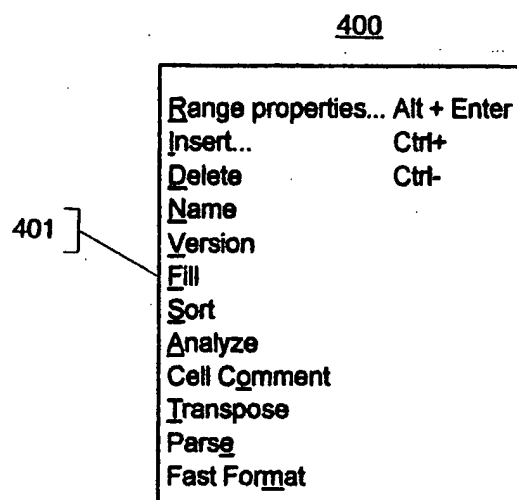 400
Range properties... Alt + Enter
Insert... Ctrl+
Delete Ctrl-
Name
401
Version
Fill
Sort
Analyze
Cell Comment
Transpose
Parse
Fast Format